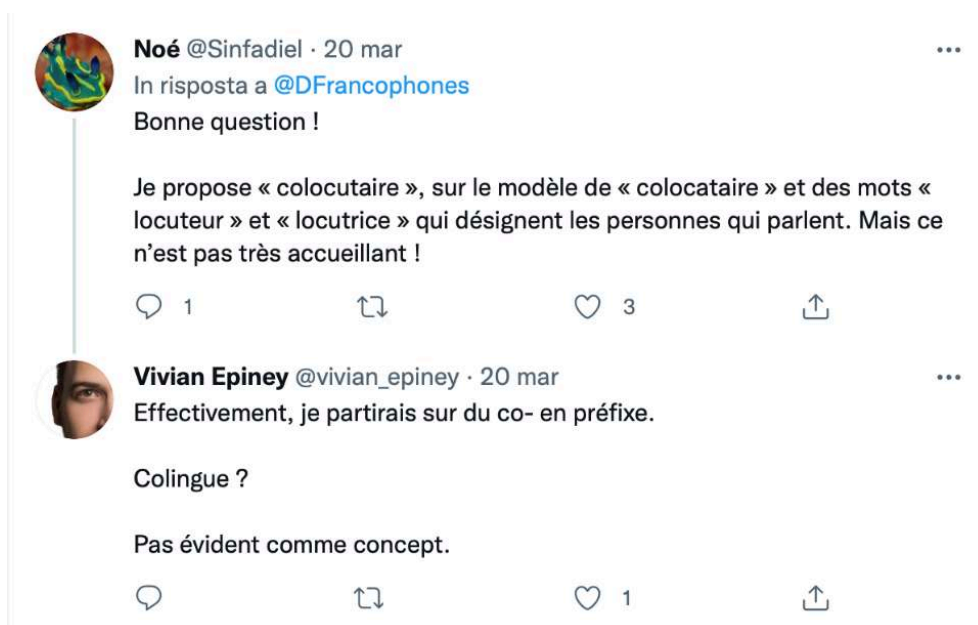 Noé @Sinfadiel · 20 mar
In risposta a @DFrancophones
Bonne question !
Je propose « colocutaire », sur le modèle de « colocataire » et des mots «
locuteur » et « locutrice » qui désignent les personnes qui parlent. Mais ce
n’est pas très accueillant !
1 3
Vivian Epiney @vivian_epiney · 20 mar
Effectivement, je partirais sur du co- en préfixe.
Colingue ?
Pas évident comme concept.
1